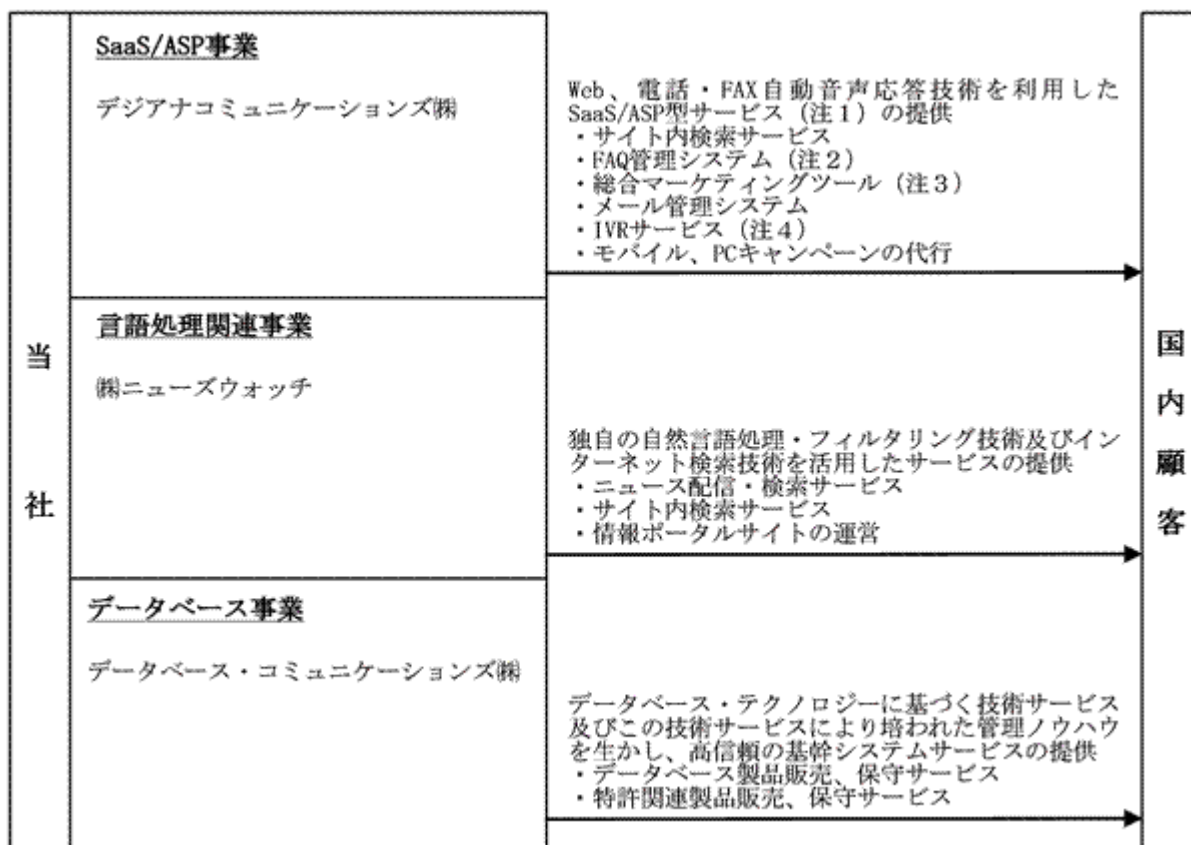 当社
SaaS/ASP事業
デジアナコミュニケーションズ㈱
Web、電話・FAX自動音声応答技術を利用した
SaaS/ASP型サービス（注１）の提供
・サイト内検索サービス
・FAQ管理システム（注２）
・総合マーケティングツール（注３）
・メール管理システム
・IVRサービス（注４）
・モバイル、PCキャンペーンの代行
言語処理関連事業
㈱ニューズウォッチ
独自の自然言語処理・フィルタリング技術及びイン
ターネット検索技術を活用したサービスの提供
・ニュース配信・検索サービス
・サイト内検索サービス
・情報ポータルサイトの運営
データベース事業
データベース・コミュニケーションズ㈱
データベース・テクノロジーに基づく技術サービス
及びこの技術サービスにより培われた管理ノウハウ
を生かし、高信頼の基幹システムサービスの提供
・データベース製品販売、保守サービス
・特許関連製品販売、保守サービス
国内顧客